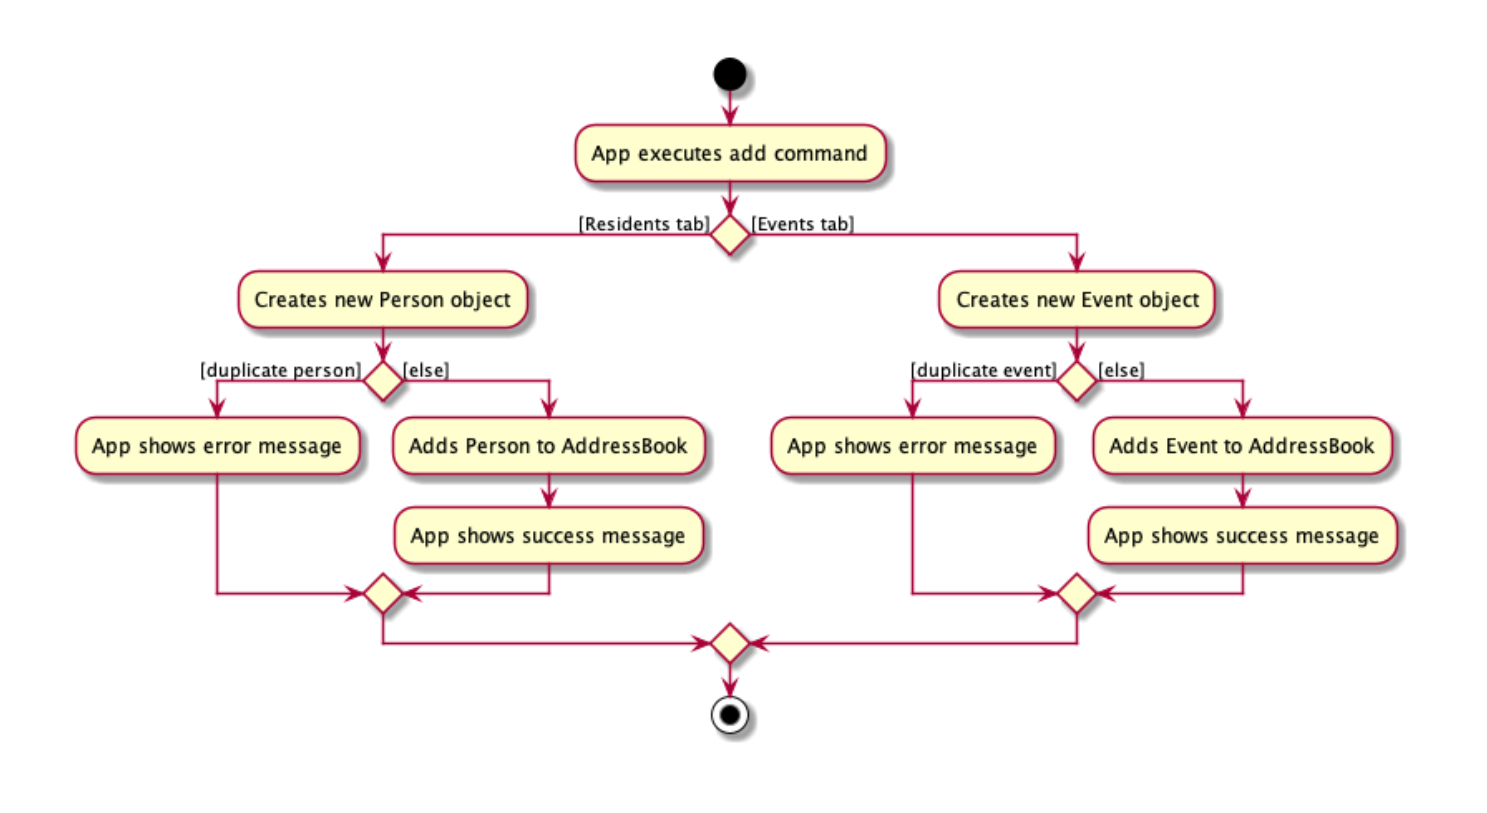 App executes add command
[Residents tab]
[Events tab]
Creates new Person object
Creates new Event object
[duplicate person]
[else]
[duplicate event]
[else]
App shows error message
Adds Person to AddressBook
App shows error message
Adds Event to AddressBook
App shows success message
App shows success message